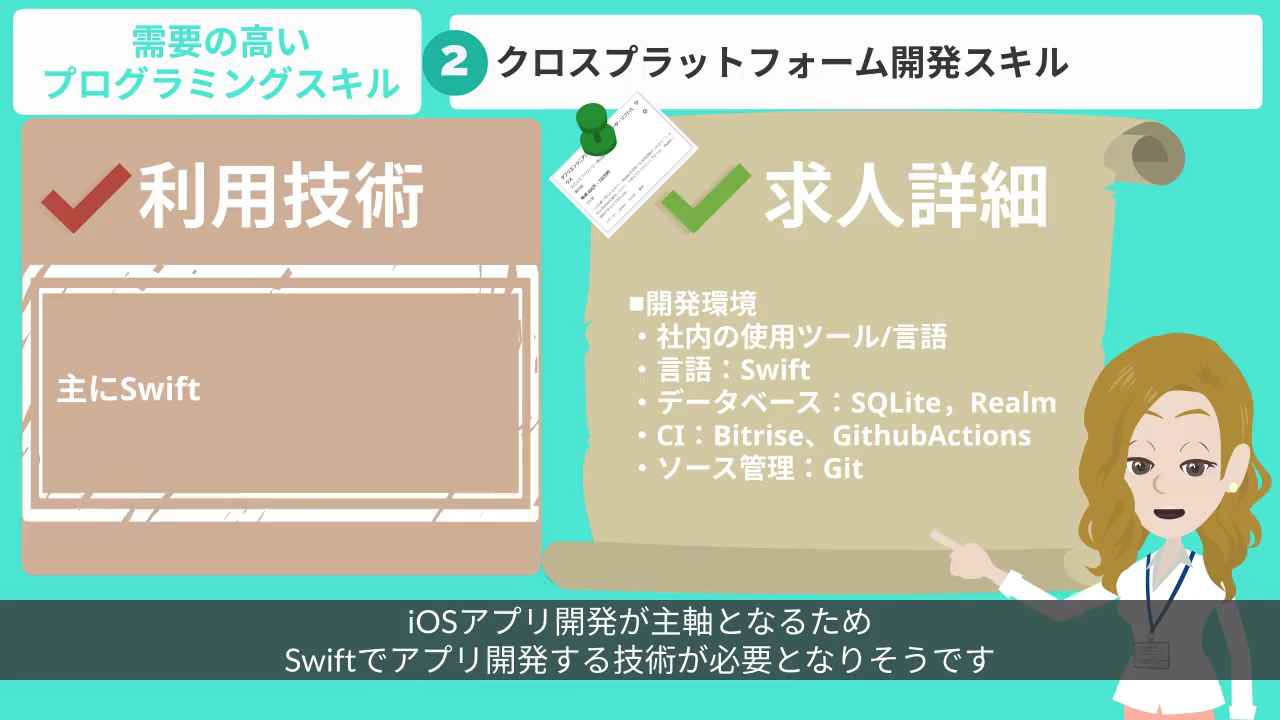 需要の高い
プログラミングスキル
2
クロスプラットフォーム開発スキル
利用技術
求人詳細
主にSwift
■開発環境
・社内の使用ツール/言語
・言語：Swift
・データベース：SQLite，Realm
・CI：Bitrise、GithubActions
・ソース管理：Git
iOSアプリ開発が主軸となるため
Swiftでアプリ開発する技術が必要となりそうです